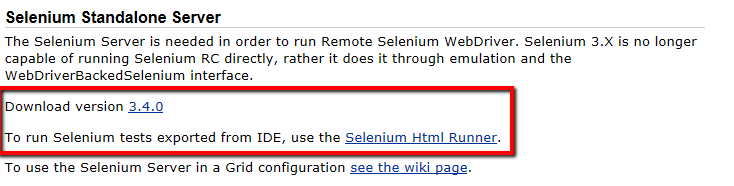 Selenium Standalone Server
The Selenium Server is needed in order to run Remote Selenium WebDriver. Selenium 3.X is no longer
capable of running Selenium RC directly, rather it does it through emulation and the
WebDriverBackedSelenium interface.
Download version 3.4.0
To run Selenium tests exported from IDE, use the Selenium Html Runner.
To use the Selenium Server in a Grid configuration see the wiki page.